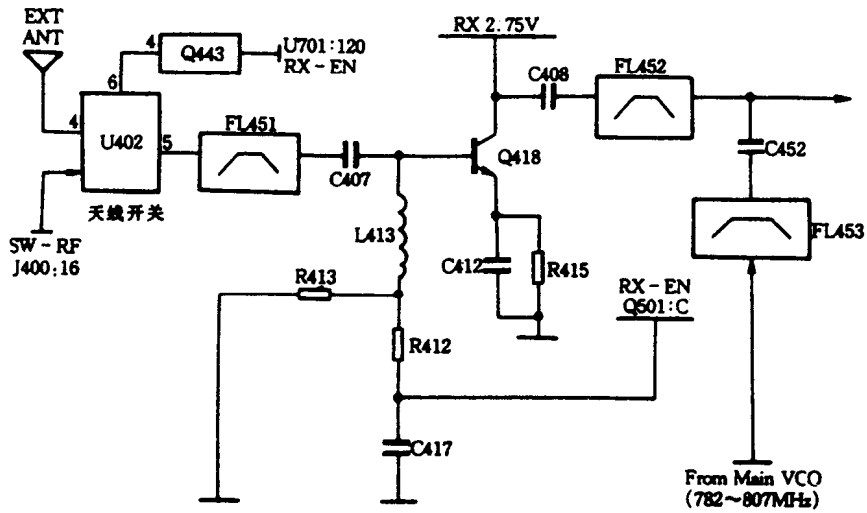 EXT
ANT
4
Q443
U701:120
RX-EN
6
4
U402
5
天线开关
SW-RF
J400:16
FL451
C407
RX 2.75V
C408
FL452
Q418
C452
FL453
L413
R413
C412
R415
RX-EN
Q501:C
R412
C417
From Main VCO
(782～807MHz)